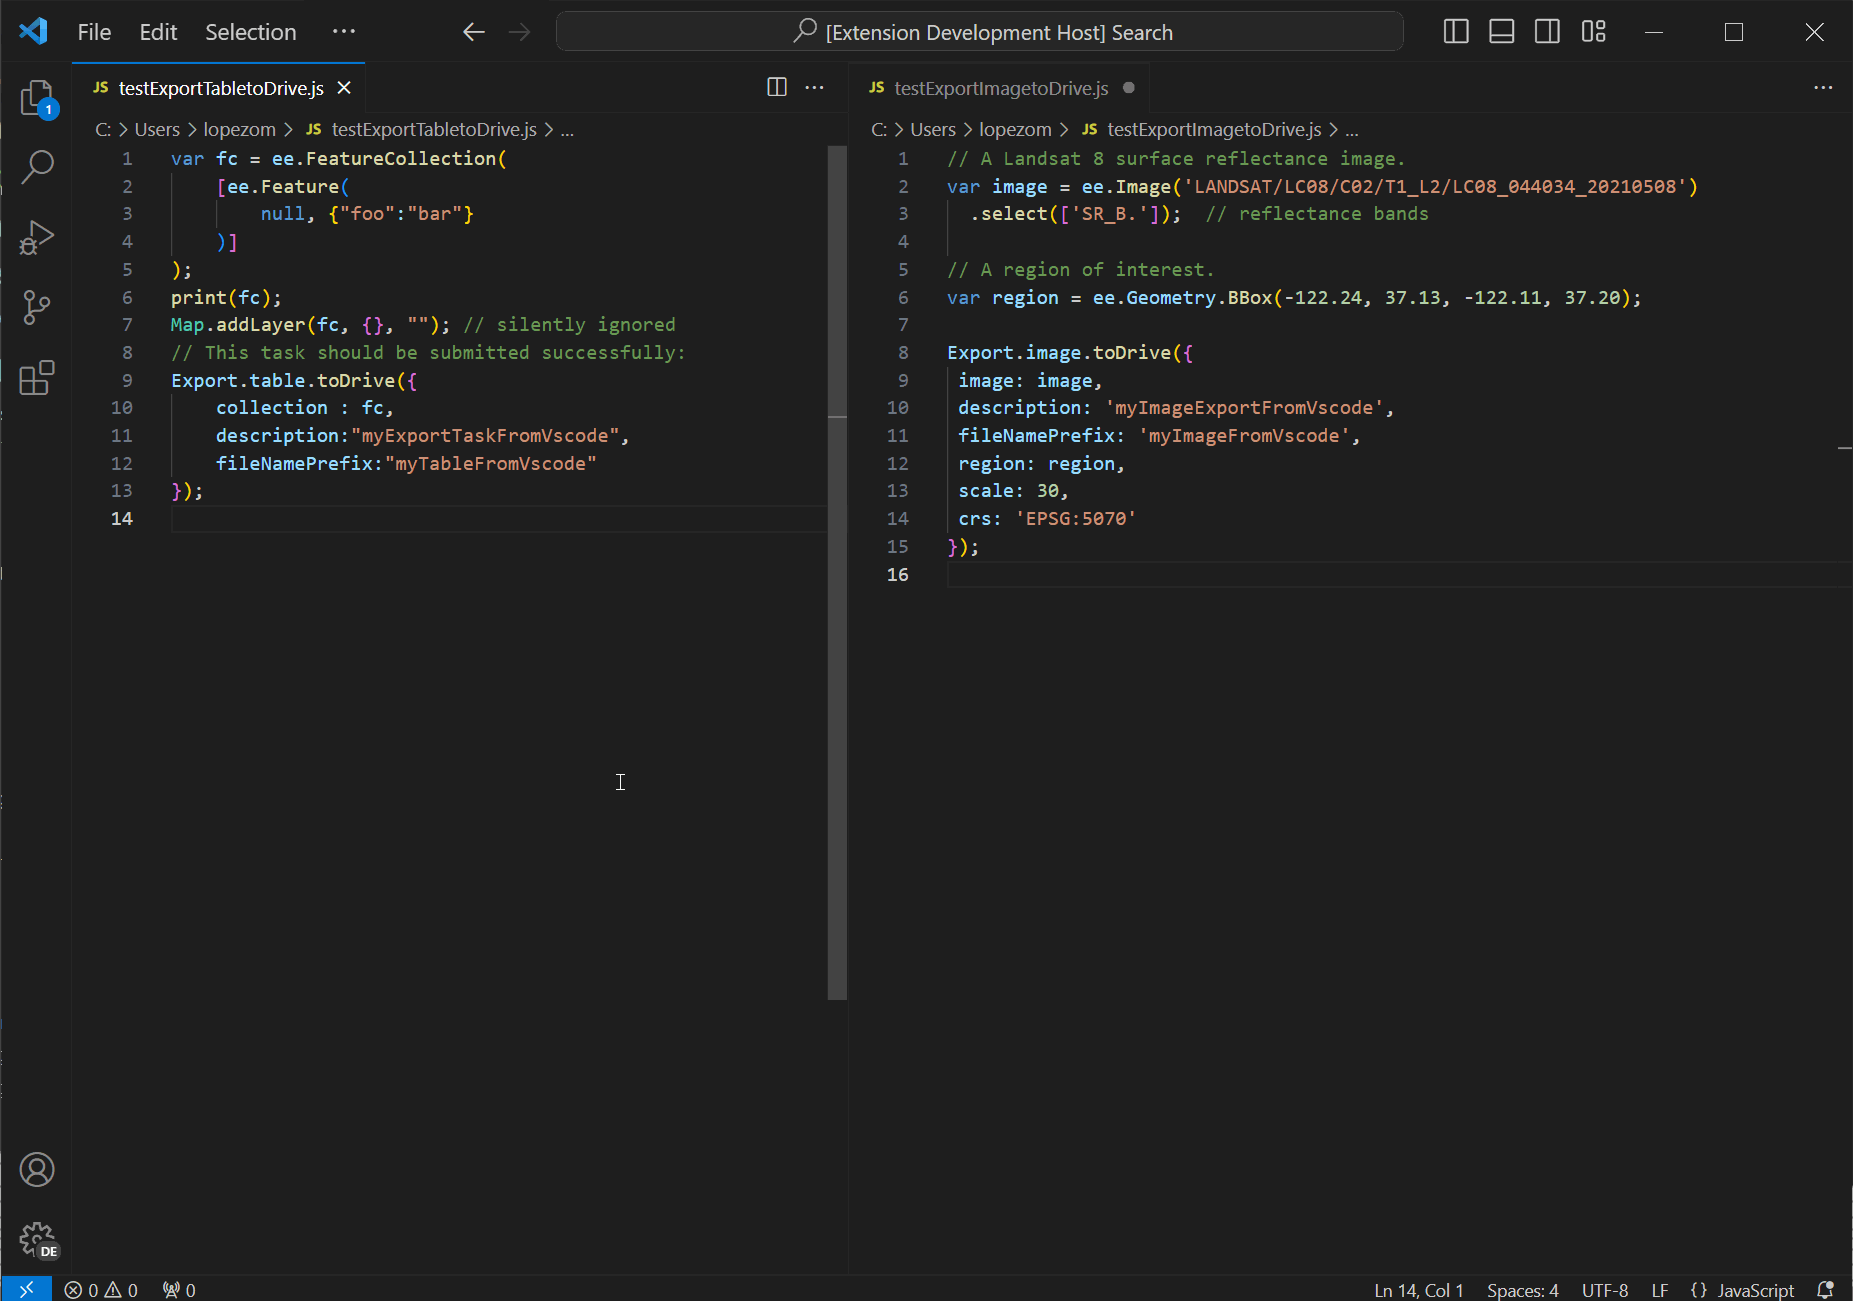 File Edit Selection ···
[Extension Development Host] Search
JS testExportTabletoDrive.js
C: > Users > lopezom > JS testExportTabletoDrive.js > ...
1 var fc = ee.FeatureCollection(
2     [ee.Feature(
3         null, {"foo":"bar"}
4     )]
5 );
6 print(fc);
7 Map.addLayer(fc, {}, ""); // silently ignored
8 // This task should be submitted successfully:
9 Export.table.toDrive({
10     collection : fc,
11     description:"myExportTaskFromVscode",
12     fileNamePrefix:"myTableFromVscode"
13 });
14
JS testExportImagetoDrive.js
C: > Users > lopezom > JS testExportImagetoDrive.js > ...
1 // A Landsat 8 surface reflectance image.
2 var image = ee.Image('LANDSAT/LC08/C02/T1_L2/LC08_044034_20210508')
3   .select(['SR_B.']);  // reflectance bands
4
5 // A region of interest.
6 var region = ee.Geometry.BBox(-122.24, 37.13, -122.11, 37.20);
7
8 Export.image.toDrive({
9  image: image,
10  description: 'myImageExportFromVscode',
11  fileNamePrefix: 'myImageFromVscode',
12  region: region,
13  scale: 30,
14  crs: 'EPSG:5070'
15 });
16
1
DE
0 0 0
Ln 14, Col 1 Spaces: 4 UTF-8 LF {} JavaScript